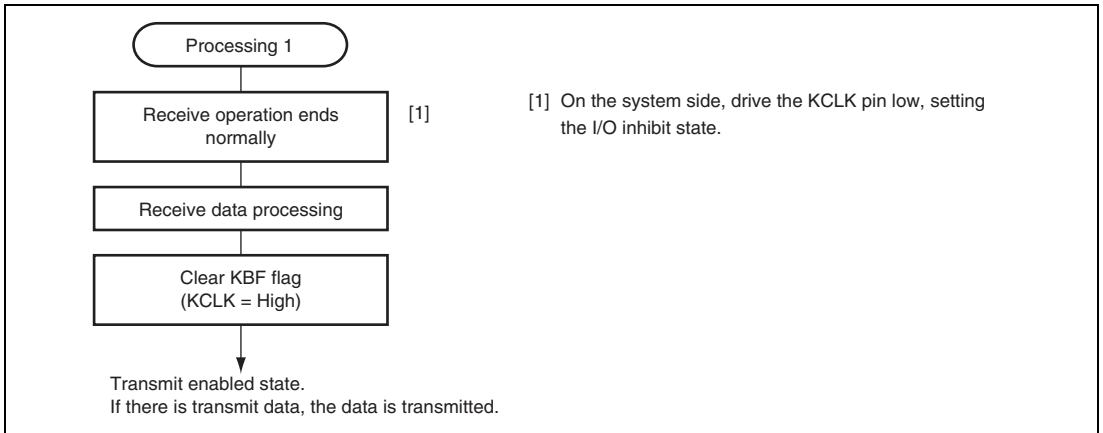 Processing 1
Receive operation ends
normally
[1]
[1] On the system side, drive the KCLK pin low, setting
the I/O inhibit state.
Receive data processing
Clear KBF flag
(KCLK = High)
Transmit enabled state.
If there is transmit data, the data is transmitted.